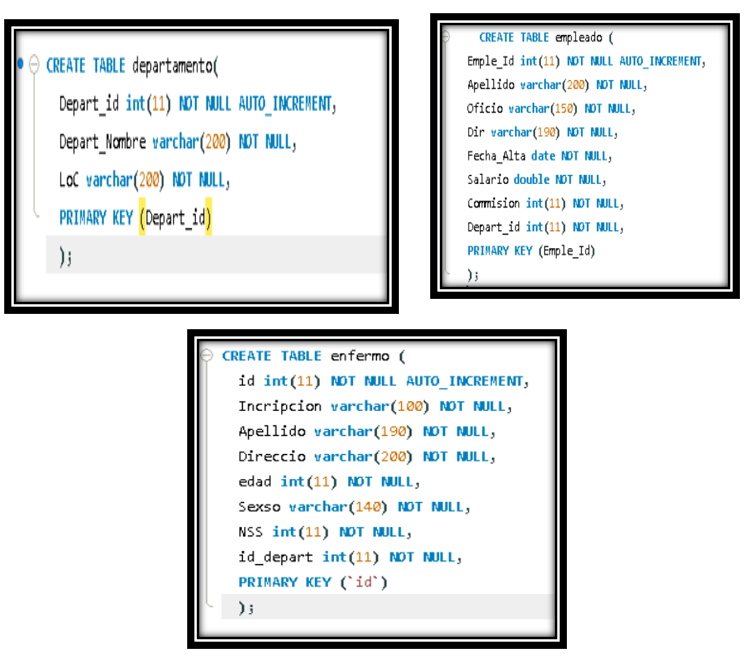 CREATE TABLE departamento(
Depart_id int(11) NOT NULL AUTO_INCREMENT,
Depart_Nombre varchar(200) NOT NULL,
LoC varchar(200) NOT NULL,
PRIMARY KEY (Depart_id)
);
CREATE TABLE empleado (
Emple_Id int(11) NOT NULL AUTO_INCREMENT,
Apellido varchar(200) NOT NULL,
Oficio varchar(150) NOT NULL,
Dir varchar(190) NOT NULL,
Fecha_Alta date NOT NULL,
Salario double NOT NULL,
Commision int(11) NOT NULL,
Depart_id int(11) NOT NULL,
PRIMARY KEY (Emple_Id)
);
CREATE TABLE enfermo (
id int(11) NOT NULL AUTO_INCREMENT,
Incripcion varchar(100) NOT NULL,
Apellido varchar(190) NOT NULL,
Direccio varchar(200) NOT NULL,
edad int(11) NOT NULL,
Sexso varchar(140) NOT NULL,
NSS int(11) NOT NULL,
id_depart int(11) NOT NULL,
PRIMARY KEY (`id`)
);